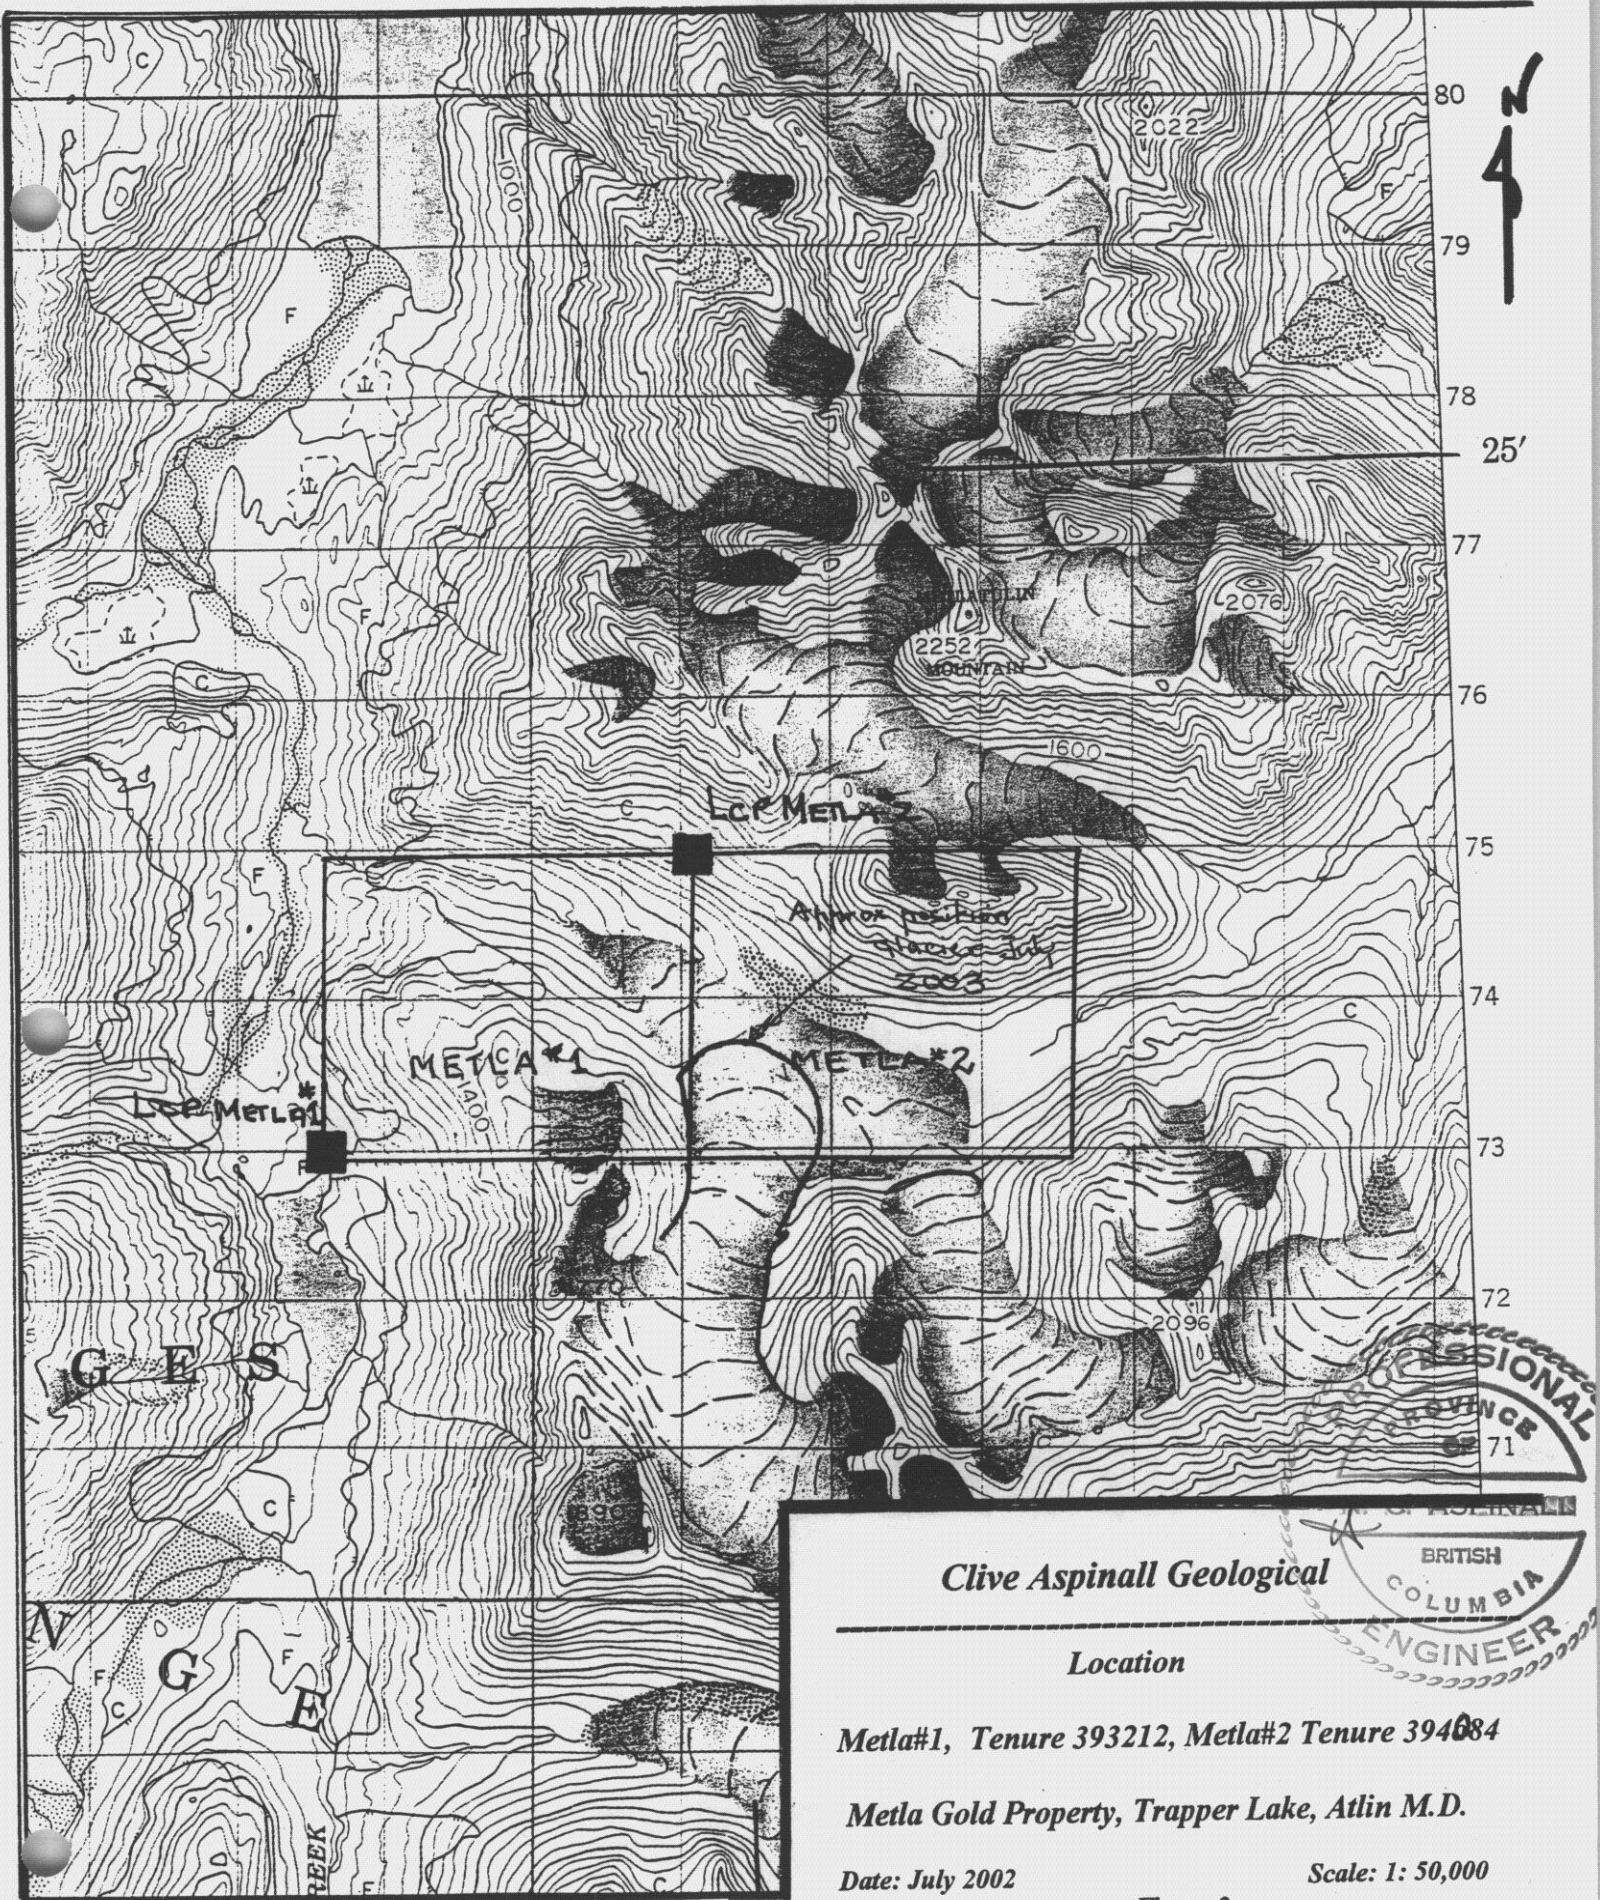 N
80
2022
C
1000
F
79
F
78
25'
77
F
2076
2252
MOUNTAIN
C
76
1600
C
LCP METLA #2
75
F
Approx position
glacier July
2003
74
C
METLA #1
METLA #2
1400
LCP METLA #1
73
72
2096
G E S
71
C
N G E
F
F
C
REEK
F
C
PROFESSIONAL
PROVINCE
OF
ASPINALL
BRITISH
COLUMBIA
ENGINEER
Clive Aspinall Geological
Location
Metla#1, Tenure 393212, Metla#2 Tenure 394684
Metla Gold Property, Trapper Lake, Atlin M.D.
Date: July 2002
Scale: 1: 50,000